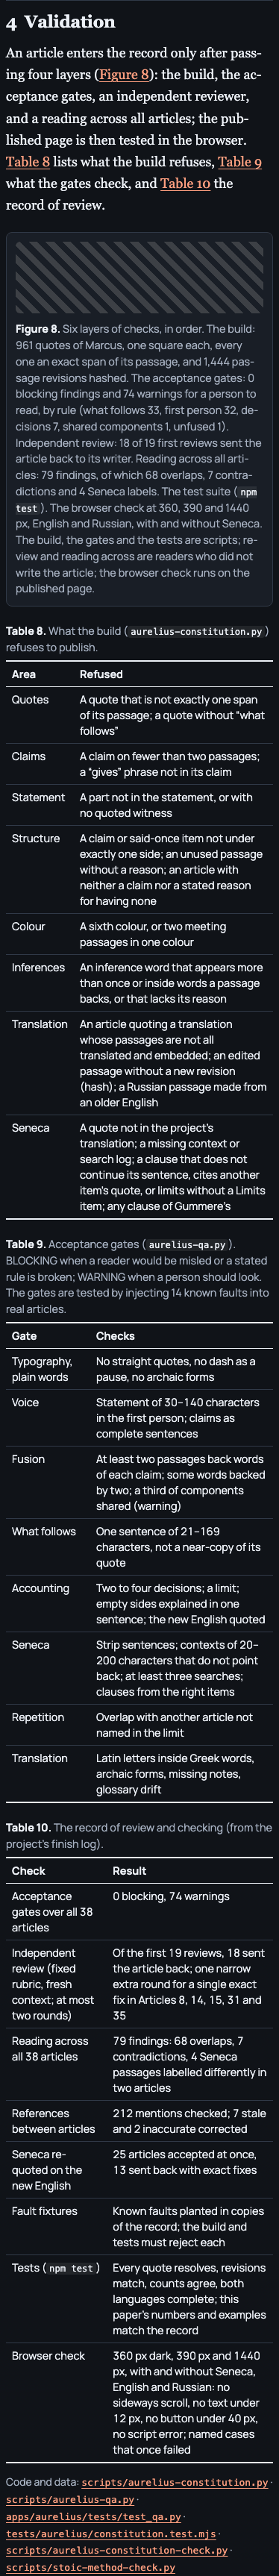 4 Validation
An article enters the record only after pass-
ing four layers (Figure 8): the build, the ac-
ceptance gates, an independent reviewer,
and a reading across all articles; the pub-
lished page is then tested in the browser.
Table 8 lists what the build refuses, Table 9
what the gates check, and Table 10 the
record of review.
Figure 8. Six layers of checks, in order. The build:
961 quotes of Marcus, one square each, every
one an exact span of its passage, and 1,444 pas-
sage revisions hashed. The acceptance gates: 0
blocking findings and 74 warnings for a person to
read, by rule (what follows 33, first person 32, de-
cisions 7, shared components 1, unfused 1).
Independent review: 18 of 19 first reviews sent the
article back to its writer. Reading across all arti-
cles: 79 findings, of which 68 overlaps, 7 contra-
dictions and 4 Seneca labels. The test suite ( npm
test ). The browser check at 360, 390 and 1440
px, English and Russian, with and without Seneca.
The build, the gates and the tests are scripts; re-
view and reading across are readers who did not
write the article; the browser check runs on the
published page.
Table 8. What the build ( aurelius-constitution.py )
refuses to publish.
Area Refused
Quotes A quote that is not exactly one span
of its passage; a quote without “what
follows”
Claims A claim on fewer than two passages;
a “gives” phrase not in its claim
Statement A part not in the statement, or with
no quoted witness
Structure A claim or said-once item not under
exactly one side; an unused passage
without a reason; an article with
neither a claim nor a stated reason
for having none
Colour A sixth colour, or two meeting
passages in one colour
Inferences An inference word that appears more
than once or inside words a passage
backs, or that lacks its reason
Translation An article quoting a translation
whose passages are not all
translated and embedded; an edited
passage without a new revision
(hash); a Russian passage made from
an older English
Seneca A quote not in the project's
translation; a missing context or
search log; a clause that does not
continue its sentence, cites another
item's quote, or limits without a Limits
item; any clause of Gummere's
Table 9. Acceptance gates ( aurelius-qa.py ).
BLOCKING when a reader would be misled or a stated
rule is broken; WARNING when a person should look.
The gates are tested by injecting 14 known faults into
real articles.
Gate Checks
Typography, No straight quotes, no dash as a
plain words pause, no archaic forms
Voice Statement of 30–140 characters
in the first person; claims as
complete sentences
Fusion At least two passages back words
of each claim; some words backed
by two; a third of components
shared (warning)
What follows One sentence of 21–169
characters, not a near-copy of its
quote
Accounting Two to four decisions; a limit;
empty sides explained in one
sentence; the new English quoted
Seneca Strip sentences; contexts of 20–
200 characters that do not point
back; at least three searches;
clauses from the right items
Repetition Overlap with another article not
named in the limit
Translation Latin letters inside Greek words,
archaic forms, missing notes,
glossary drift
Table 10. The record of review and checking (from the
project's finish log).
Check Result
Acceptance 0 blocking, 74 warnings
gates over all 38
articles
Independent Of the first 19 reviews, 18 sent
review (fixed the article back; one narrow
rubric, fresh extra round for a single exact
context; at most fix in Articles 8, 14, 15, 31 and
two rounds) 35
Reading across 79 findings: 68 overlaps, 7
all 38 articles contradictions, 4 Seneca
passages labelled differently in
two articles
References 212 mentions checked; 7 stale
between articles and 2 inaccurate corrected
Seneca re- 25 articles accepted at once,
quoted on the 13 sent back with exact fixes
new English
Fault fixtures Known faults planted in copies
of the record; the build and
tests must reject each
Tests ( npm test ) Every quote resolves, revisions
match, counts agree, both
languages complete; this
paper's numbers and examples
match the record
Browser check 360 px dark, 390 px and 1440
px, with and without Seneca,
English and Russian: no
sideways scroll, no text under
12 px, no button under 40 px,
no script error; named cases
that once failed
Code data: scripts/aurelius-constitution.py ·
scripts/aurelius-qa.py ·
apps/aurelius/tests/test_qa.py ·
tests/aurelius/constitution.test.mjs ·
scripts/aurelius-constitution-check.py ·
scripts/stoic-method-check.py